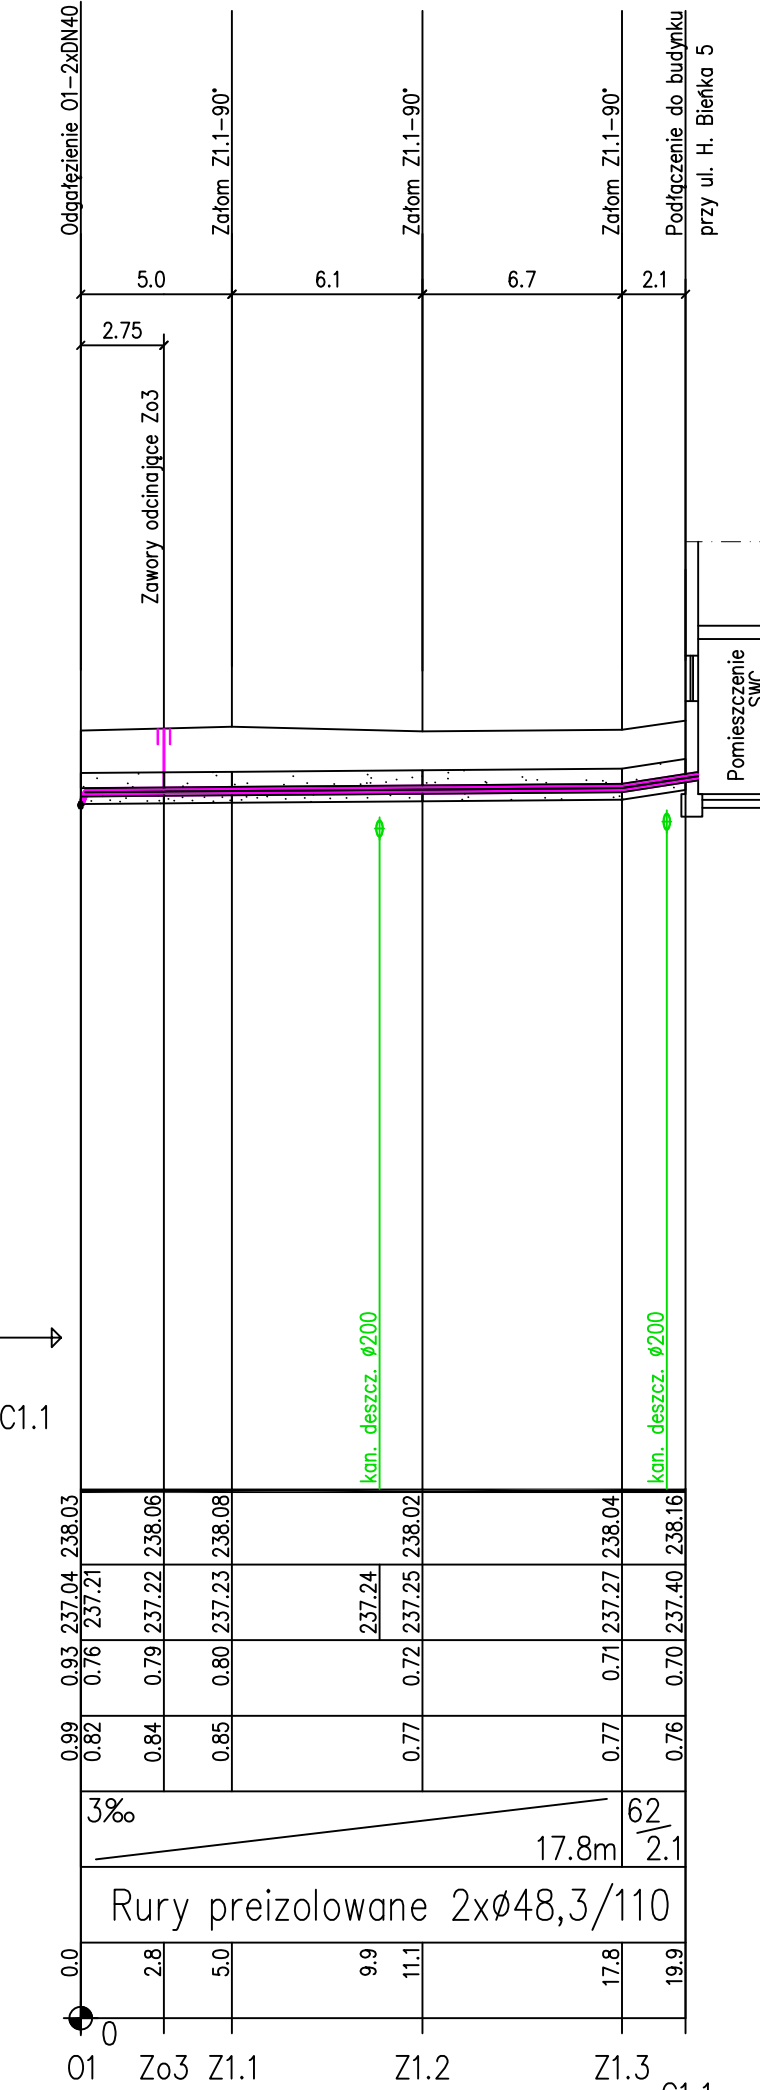 Odgałęzienie O1-2xDN40
Załom Z1.1-90°
Załom Z1.1-90°
Załom Z1.1-90°
Podłączenie do budynku
przy ul. H. Bieńka 5
5.0 6.1 6.7 2.1
2.75
Zawory odcinające Zo3
Pomieszczenie
SWC
kan. deszcz. ø200
kan. deszcz. ø200
C1.1
238.03 238.06 238.08 238.02 238.04 238.16
237.04 237.21 237.22 237.23 237.24 237.25 237.27 237.40
0.93 0.76 0.79 0.80 0.72 0.71 0.70
0.99 0.82 0.84 0.85 0.77 0.77 0.76
3‰ 62
17.8m 2.1
Rury preizolowane 2xø48,3/110
0.0 2.8 5.0 9.9 11.1 17.8 19.9
0
O1 Zo3 Z1.1 Z1.2 Z1.3